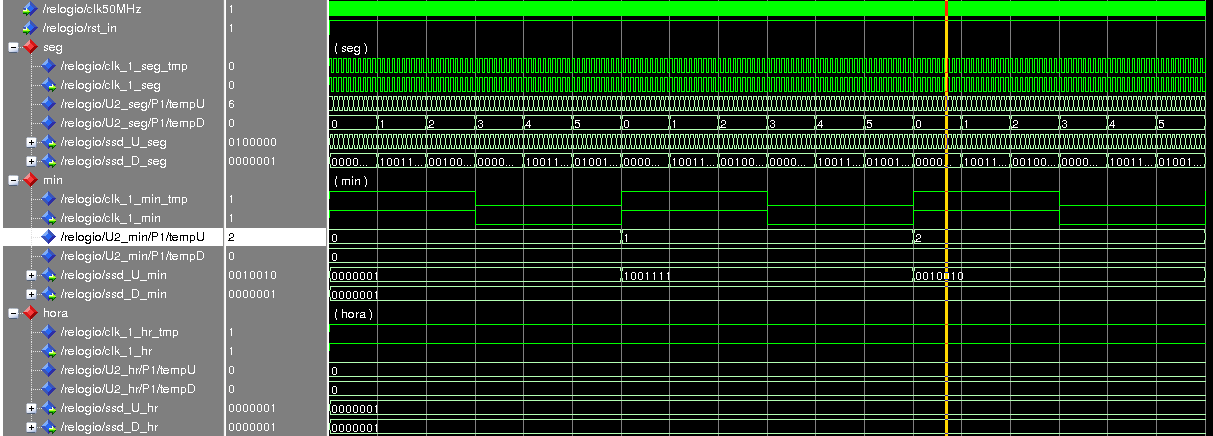 /relogio/clk50MHz 1
/relogio/rst_in 1
seg (seg)
/relogio/clk_1_seg_tmp 0
/relogio/clk_1_seg 0
/relogio/U2_seg/P1/tempU 6
/relogio/U2_seg/P1/tempD 0 0 1 2 3 4 5 0 1 2 3 4 5 0 1 2 3 4 5
/relogio/ssd_U_seg 0100000
/relogio/ssd_D_seg 0000001 0000... 10011... 00100... 0000... 10011... 01001... 0000... 10011... 00100... 0000... 10011... 01001... 0000... 10011... 00100... 0000... 10011... 01001...
min (min)
/relogio/clk_1_min_tmp 1
/relogio/clk_1_min 1
/relogio/U2_min/P1/tempU 2 0 1 2
/relogio/U2_min/P1/tempD 0 0
/relogio/ssd_U_min 0010010 0000001 1001111 0010010
/relogio/ssd_D_min 0000001 0000001
hora (hora)
/relogio/clk_1_hr_tmp 1
/relogio/clk_1_hr 1
/relogio/U2_hr/P1/tempU 0 0
/relogio/U2_hr/P1/tempD 0 0
/relogio/ssd_U_hr 0000001 0000001
/relogio/ssd_D_hr 0000001 0000001